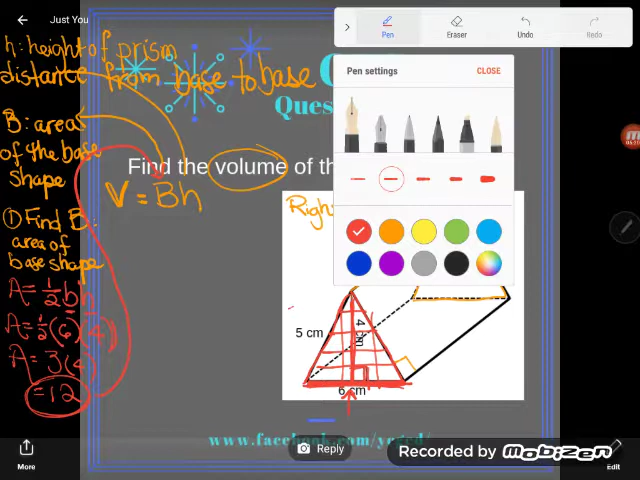 Just You
Pen
Eraser
Undo
Redo
Pen settings
CLOSE
h: height of prism
distance from base to base
Ques
B: area
of the base
shape
Find the volume of th
V = Bh
Righ
① Find B:
area of
base shape
A = 1/2 bh
A = 1/2 (6)(4)
A = 3(4)
= 12
5 cm
4 cm
6 cm
www.facebook.com/
More
Reply
Recorded by Mobizen
Edit